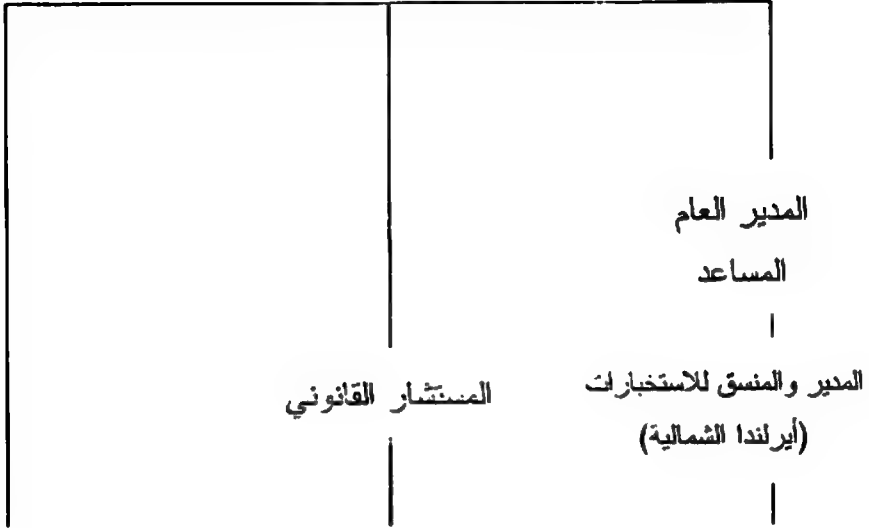 المدير العام
المساعد
المدير والمنسق للاستخبارات
(أيرلندا الشمالية)
المستشار القانوني